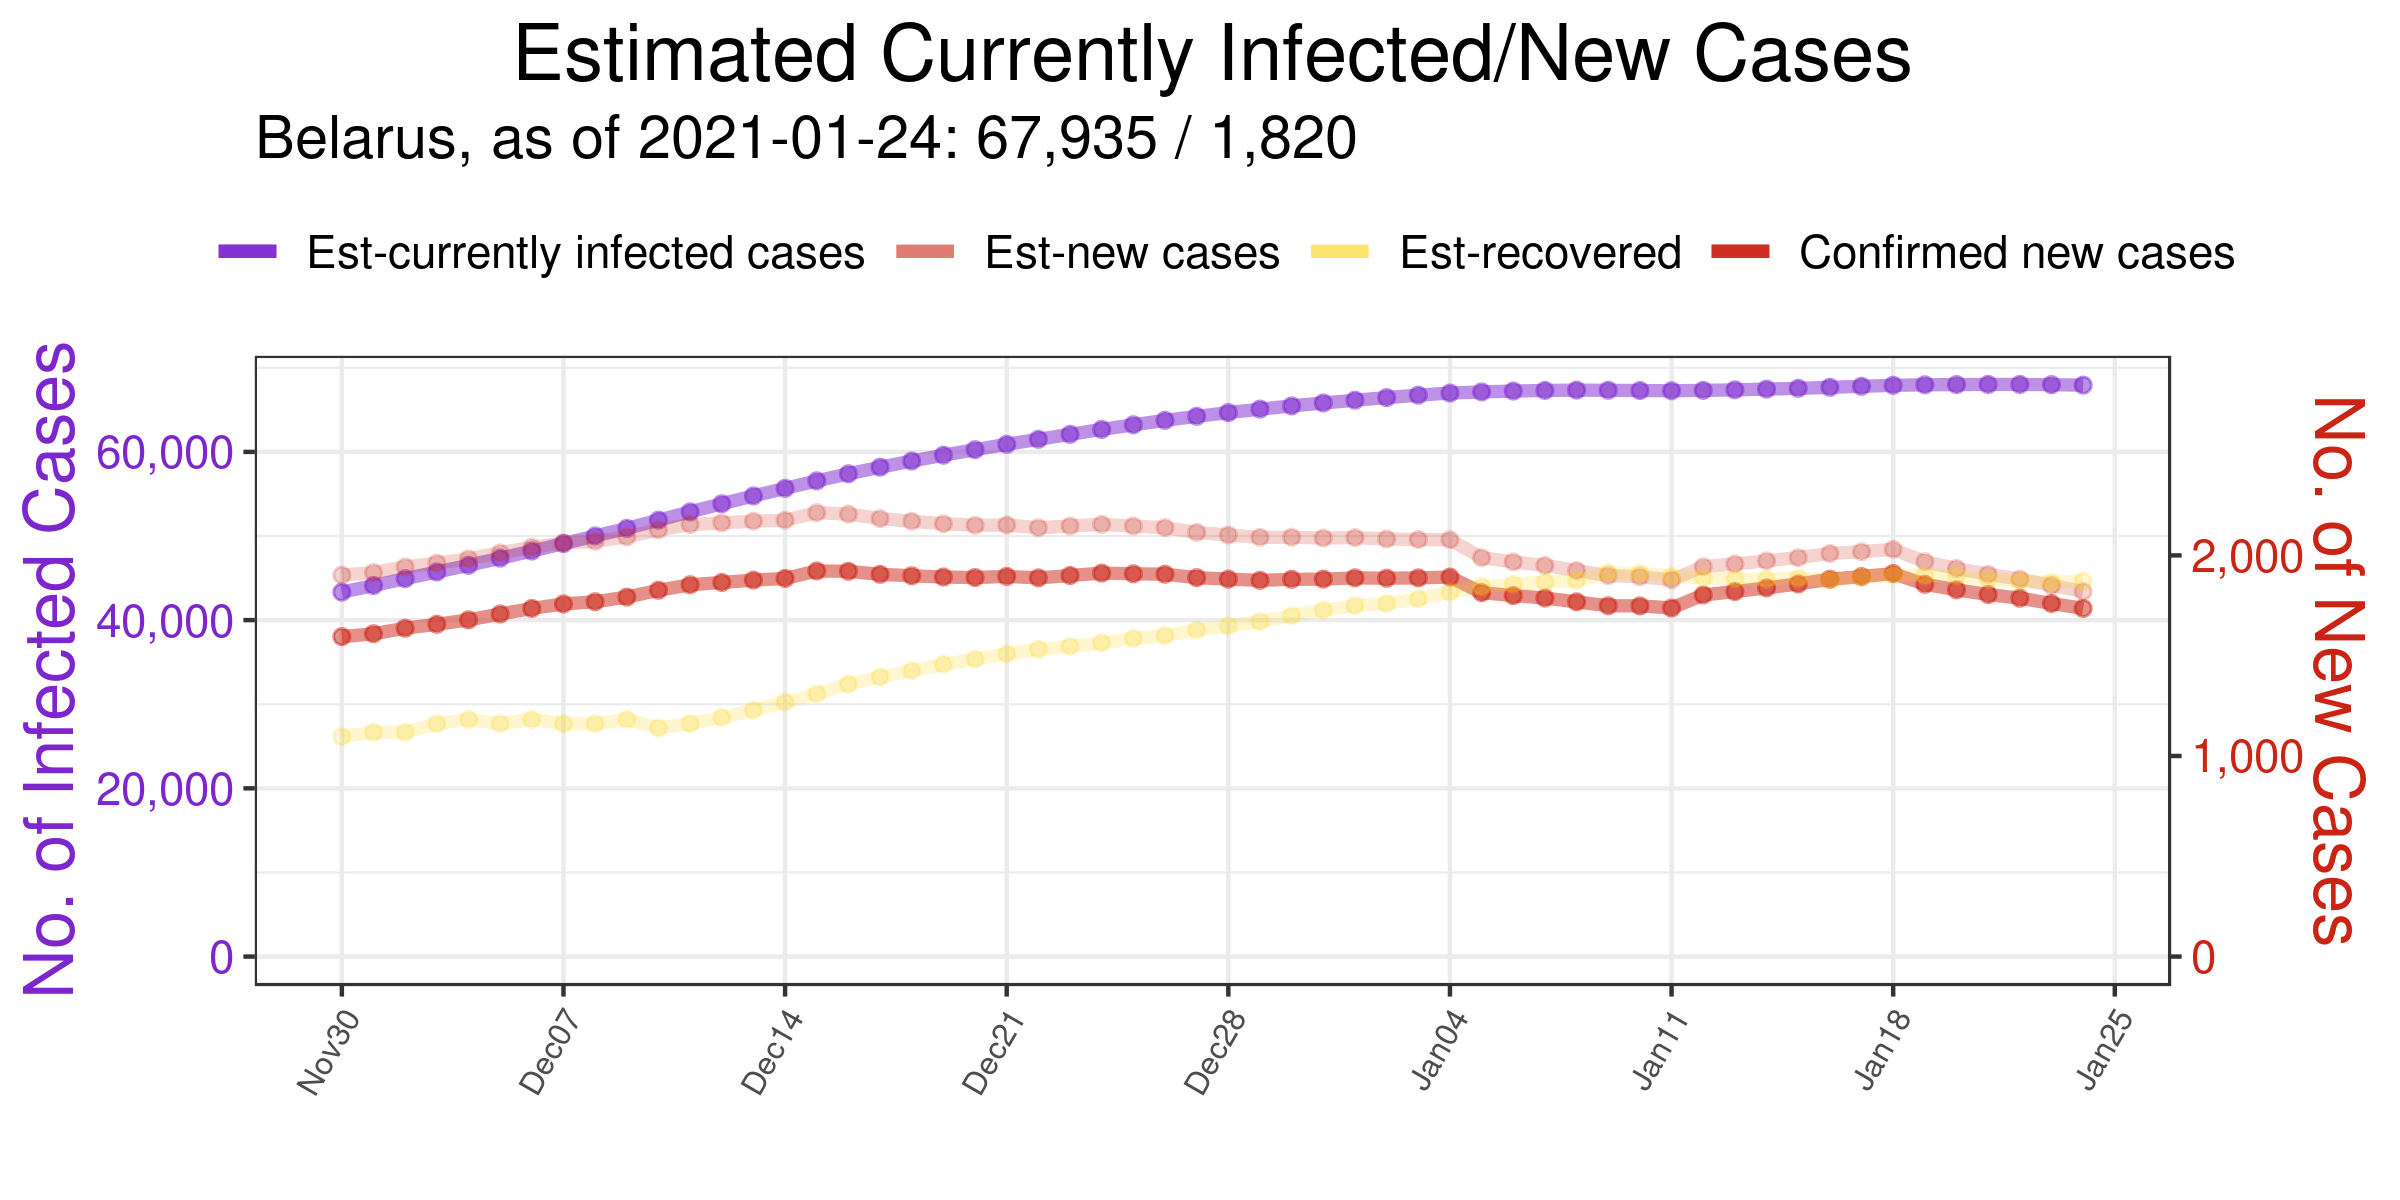 Estimated Currently Infected/New Cases
Belarus, as of 2021-01-24: 67,935 / 1,820
Est-currently infected cases Est-new cases Est-recovered Confirmed new cases
No. of Infected Cases
60,000
40,000
20,000
0
2,000
1,000
0
No. of New Cases
Nov30 Dec07 Dec14 Dec21 Dec28 Jan04 Jan11 Jan18 Jan25